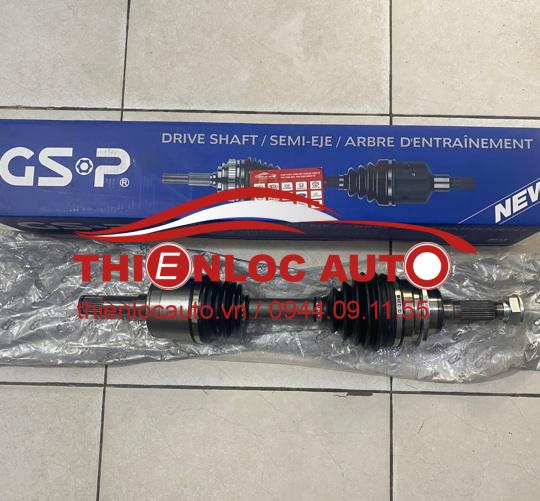 DRIVE SHAFT / SEMI-EJE / ARBRE D'ENTRAÎNEMENT
GS·P®
NEW
THIENLOC AUTO
thienlocauto.vn / 0944.09.11.55